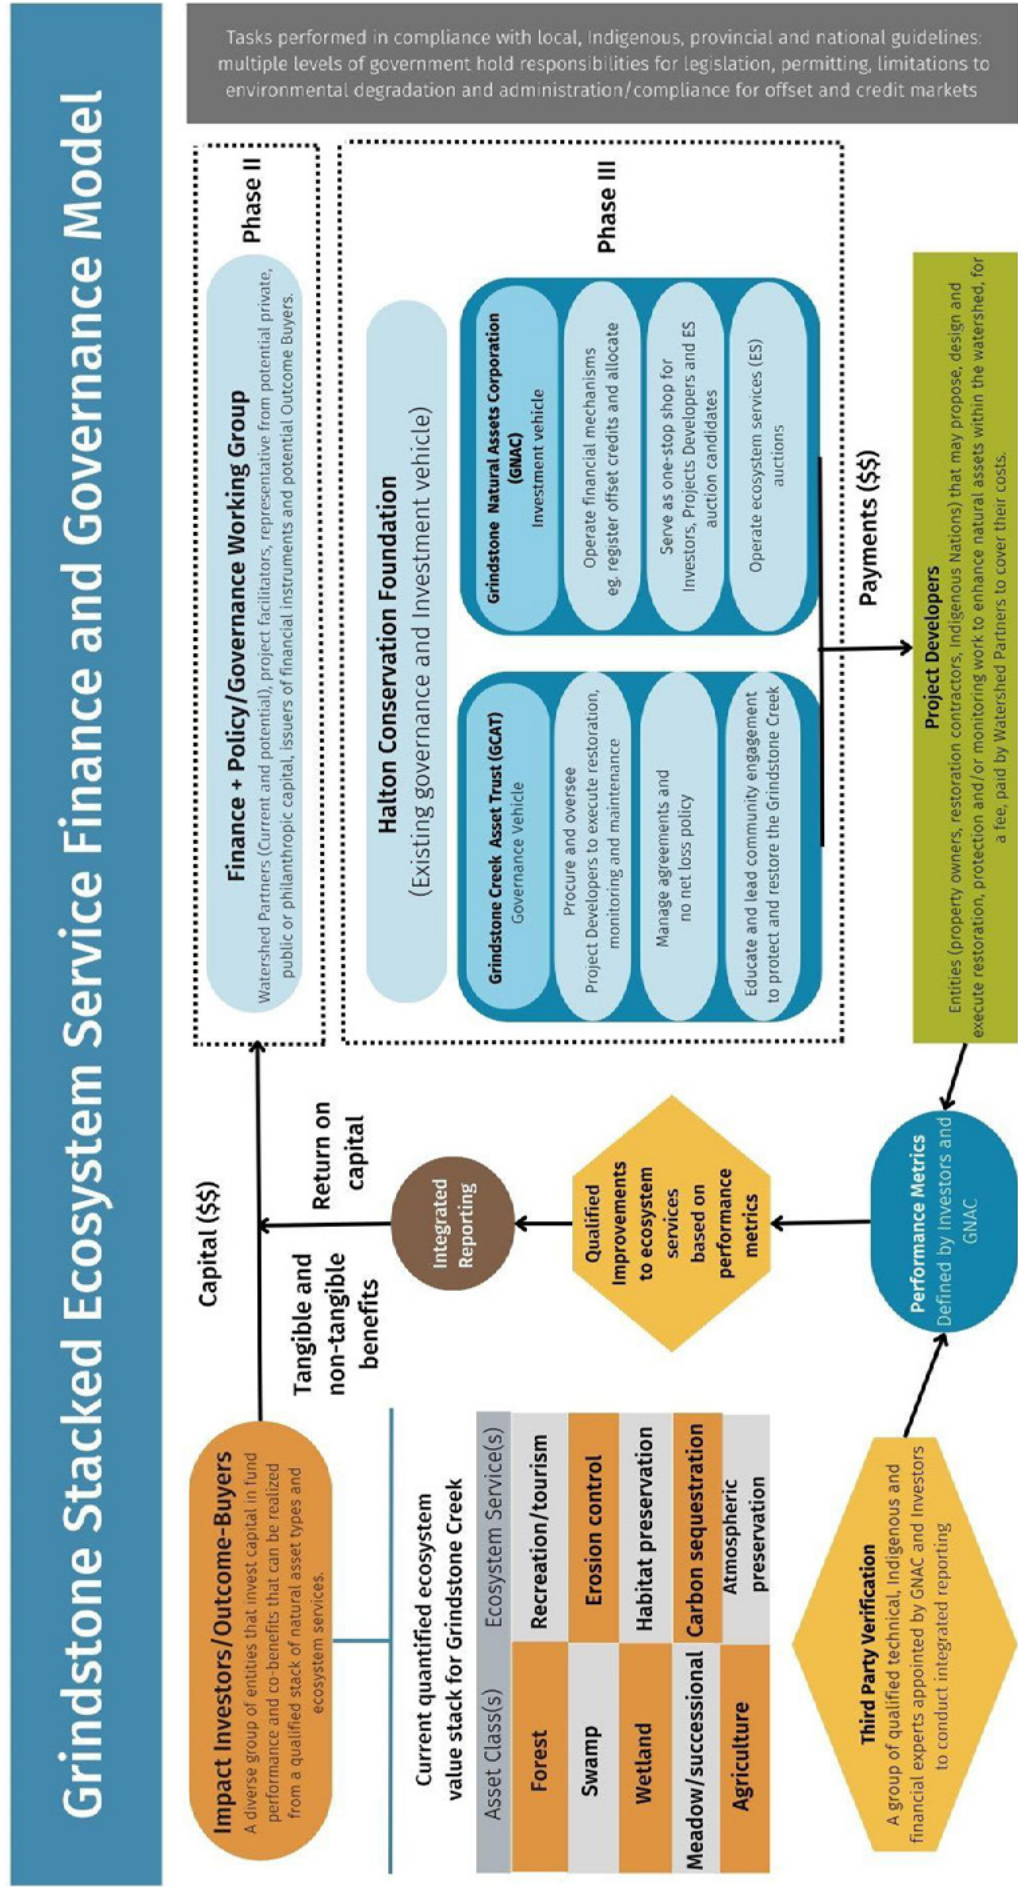 Grindstone Stacked Ecosystem Service Finance and Governance Model
Impact Investors/Outcome-Buyers
A diverse group of entities that invest capital in fund
performance and co-benefits that can be realized
from a qualified stack of natural asset types and
ecosystem services.
Capital ($$)
Tangible and
non-tangible
benefits
Return on
capital
Finance + Policy/Governance Working Group
Watershed Partners (Current and potential), project facilitators, representative from potential private,
public or philanthropic capital, issuers of financial instruments and potential Outcome Buyers.
Phase II
Tasks performed in compliance with local, Indigenous, provincial and national guidelines:
multiple levels of government hold responsibilities for legislation, permitting, limitations to
environmental degradation and administration/compliance for offset and credit markets
Current quantified ecosystem
value stack for Grindstone Creek
Asset Class(s) Ecosystem Service(s)
Forest Recreation/tourism
Swamp Erosion control
Wetland Habitat preservation
Meadow/successional Carbon sequestration
Agriculture Atmospheric
preservation
Integrated
Reporting
Qualified
Improvements
to ecosystem
services
based on
performance
metrics
Halton Conservation Foundation
(Existing governance and Investment vehicle)
Grindstone Creek Asset Trust (GCAT)
Governance Vehicle
Procure and oversee
Project Developers to execute restoration,
monitoring and maintenance
Manage agreements and
no net loss policy
Educate and lead community engagement
to protect and restore the Grindstone Creek
Grindstone Natural Assets Corporation
(GNAC)
Investment vehicle
Operate financial mechanisms
eg. register offset credits and allocate
Serve as one-stop shop for
Investors, Projects Developers and ES
auction candidates
Operate ecosystem services (ES)
auctions
Phase III
Payments ($$)
Third Party Verification
A group of qualified technical, Indigenous and
financial experts appointed by GNAC and Investors
to conduct integrated reporting
Performance Metrics
Defined by Investors and
GNAC
Project Developers
Entities (property owners, restoration contractors, Indigenous Nations) that may propose, design and
execute restoration, protection and/or monitoring work to enhance natural assets within the watershed, for
a fee, paid by Watershed Partners to cover their costs.